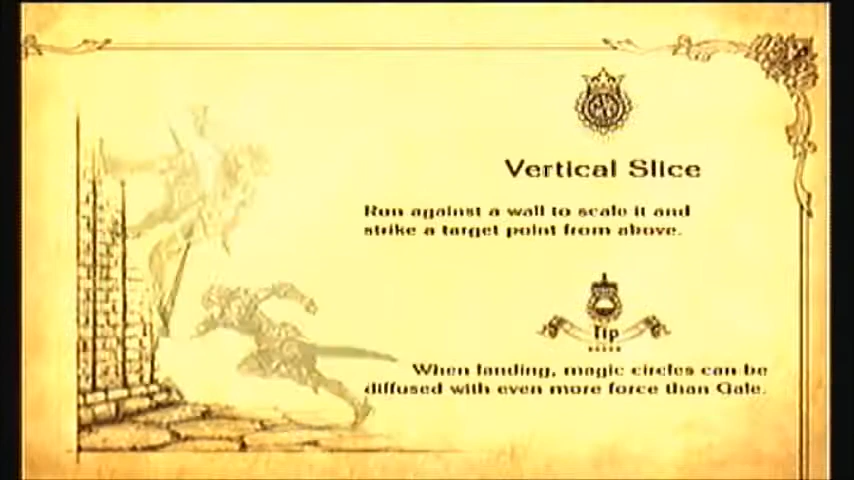 Vertical Slice
Run against a wall to scale it and
strike a target point from above.
Tip
When landing, magic circles can be
diffused with even more force than Gale.